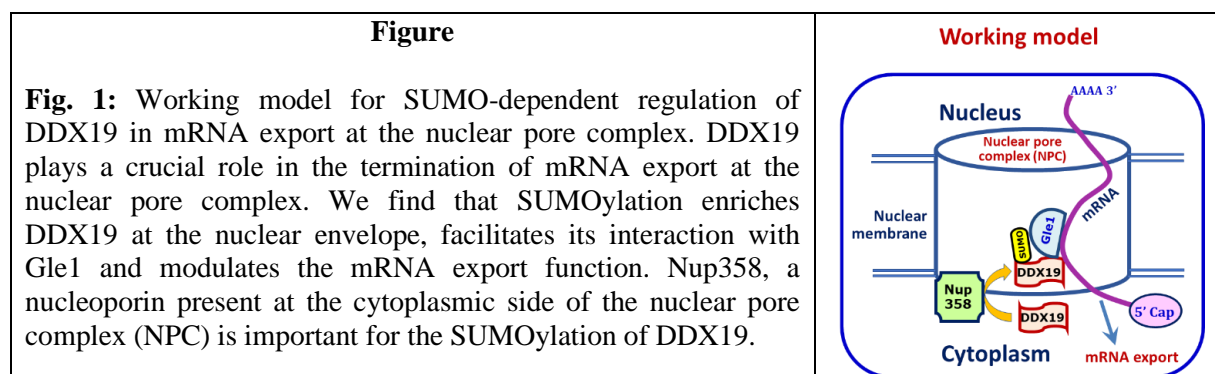 Figure
Fig. 1: Working model for SUMO-dependent regulation of
DDX19 in mRNA export at the nuclear pore complex. DDX19
plays a crucial role in the termination of mRNA export at the
nuclear pore complex. We find that SUMOylation enriches
DDX19 at the nuclear envelope, facilitates its interaction with
Gle1 and modulates the mRNA export function. Nup358, a
nucleoporin present at the cytoplasmic side of the nuclear pore
complex (NPC) is important for the SUMOylation of DDX19.
Working model
AAAA 3'
Nucleus
Nuclear pore
complex (NPC)
mRNA
Nuclear
membrane
Gle1
SUMO
DDX19
Nup
358
DDX19
5' Cap
Cytoplasm
mRNA export